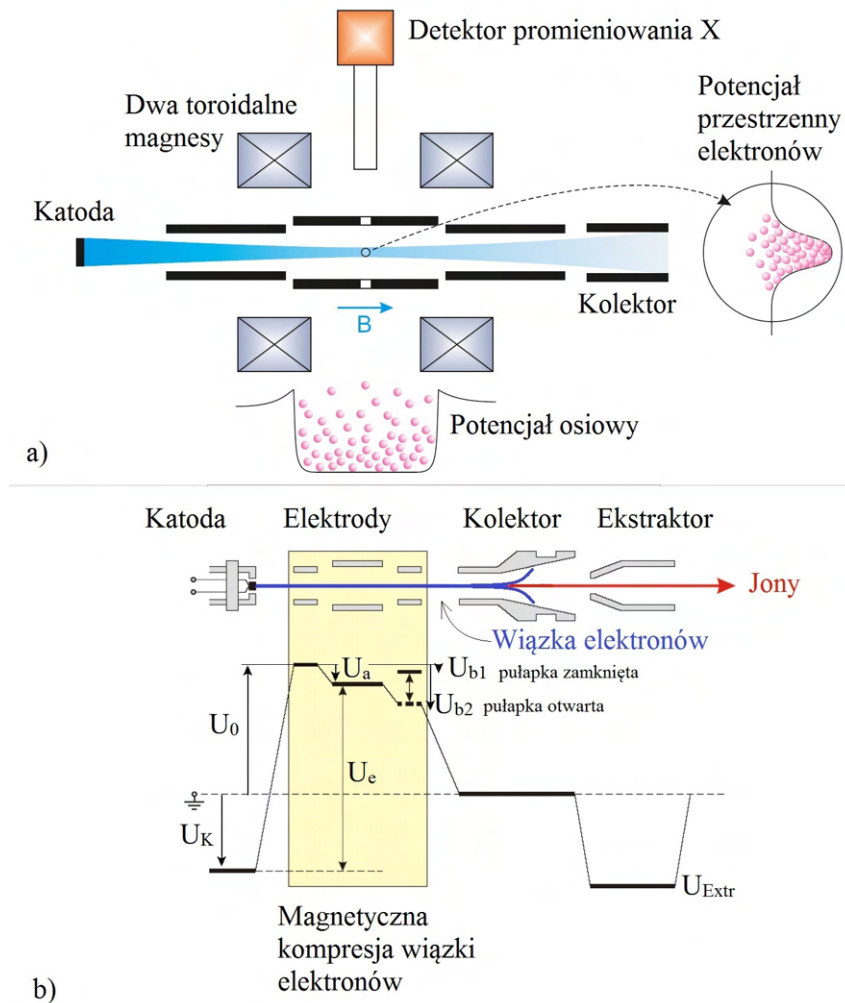 Detektor promieniowania X
Dwa toroidalne
magnesy
Potencjał
przestrzenny
elektronów
Katoda
Kolektor
B
Potencjał osiowy
a)
Katoda
Elektrody
Kolektor
Ekstraktor
Jony
Wiązka elektronów
Ua
Ub1 pułapka zamknięta
Ub2 pułapka otwarta
U0
Ue
UK
UExtr
Magnetyczna
kompresja wiązki
elektronów
b)